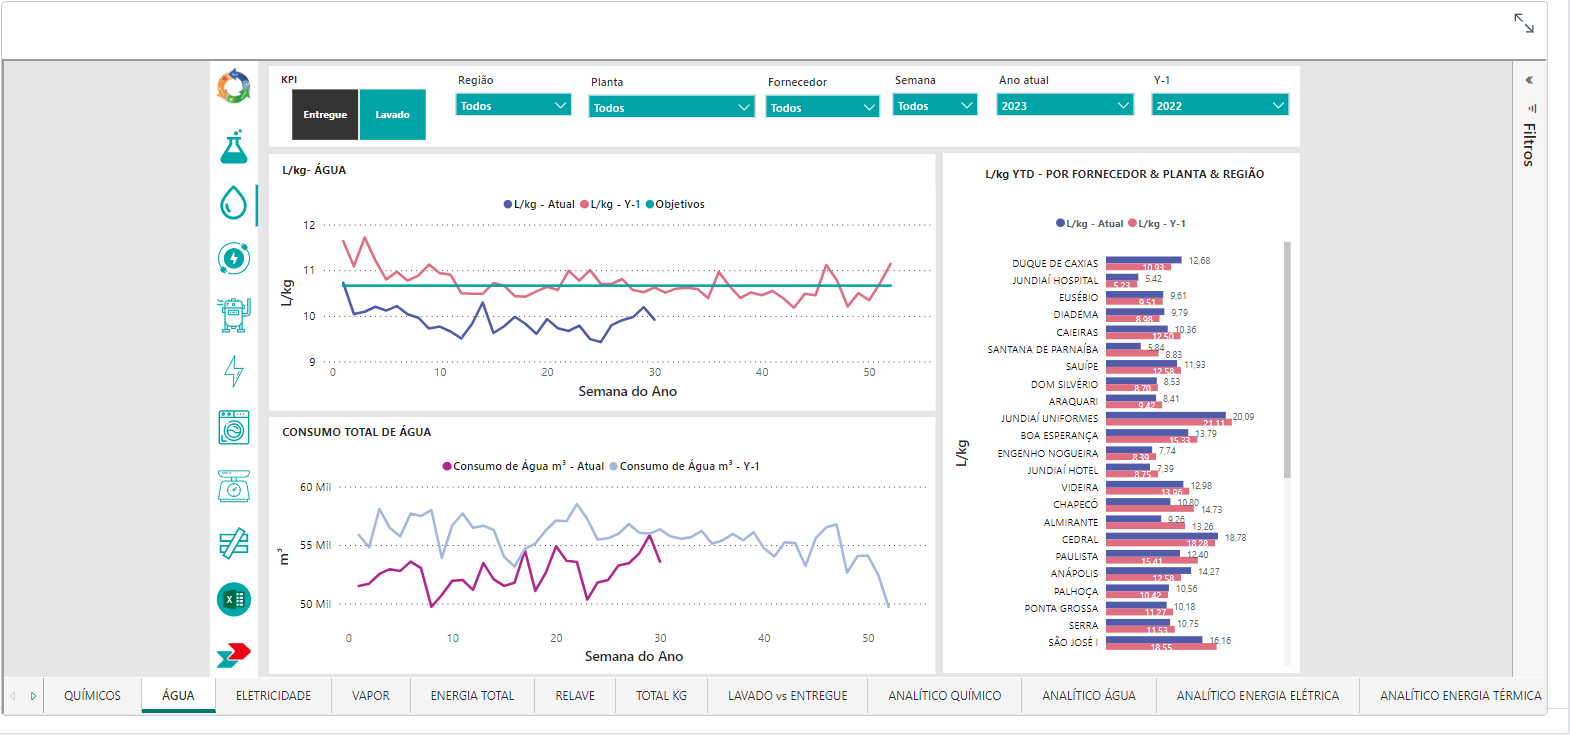 KPI
Entregue
Lavado
Região
Todos
Planta
Todos
Fornecedor
Todos
Semana
Todos
Ano atual
2023
Y-1
2022
Filtros
L/kg- ÁGUA
L/kg - Atual L/kg - Y-1 Objetivos
L/kg
12
11
10
9
0 10 20 30 40 50
Semana do Ano
CONSUMO TOTAL DE ÁGUA
Consumo de Água m³ - Atual Consumo de Água m³ - Y-1
m³
60 Mil
55 Mil
50 Mil
0 10 20 30 40 50
Semana do Ano
L/kg YTD - POR FORNECEDOR & PLANTA & REGIÃO
L/kg - Atual L/kg - Y-1
L/kg
DUQUE DE CAXIAS 12,68 10,93
JUNDIAÍ HOSPITAL 5,42 5,23
EUSÉBIO 9,61 9,51
DIADEMA 9,79 8,98
CAIEIRAS 10,36 12,50
SANTANA DE PARNAÍBA 5,84 8,83
SAUÍPE 11,93 12,58
DOM SILVÉRIO 8,53 8,70
ARAQUARI 8,41 9,42
JUNDIAÍ UNIFORMES 20,09 21,11
BOA ESPERANÇA 13,79 15,33
ENGENHO NOGUEIRA 7,74 8,39
JUNDIAÍ HOTEL 7,39 8,75
VIDEIRA 12,98 13,96
CHAPECÓ 10,80 14,73
ALMIRANTE 9,26 13,26
CEDRAL 18,78 18,28
PAULISTA 12,40 15,41
ANÁPOLIS 14,27 12,58
PALHOÇA 10,56 10,42
PONTA GROSSA 10,18 11,27
SERRA 10,75 11,53
SÃO JOSÉ I 16,16 18,55
QUÍMICOS
ÁGUA
ELETRICIDADE
VAPOR
ENERGIA TOTAL
RELAVE
TOTAL KG
LAVADO vs ENTREGUE
ANALÍTICO QUÍMICO
ANALÍTICO ÁGUA
ANALÍTICO ENERGIA ELÉTRICA
ANALÍTICO ENERGIA TÉRMICA